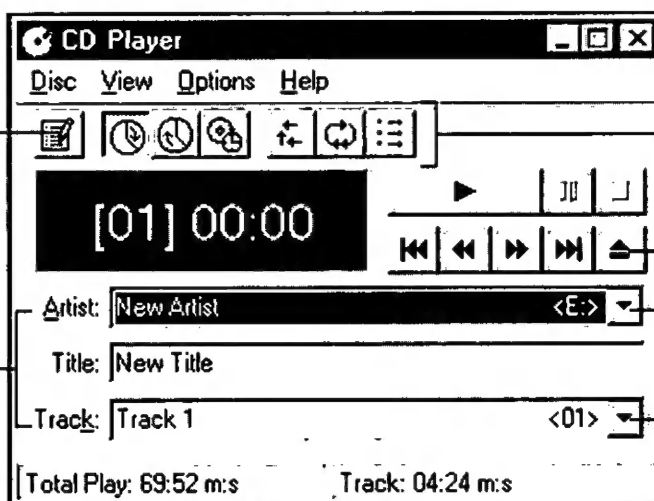 CD Player
Disc View Options Help
[01] 00:00
Artist: New Artist <E:>
Title: New Title
Track: Track 1 <01>
Total Play: 69:52 m:s Track: 04:24 m:s